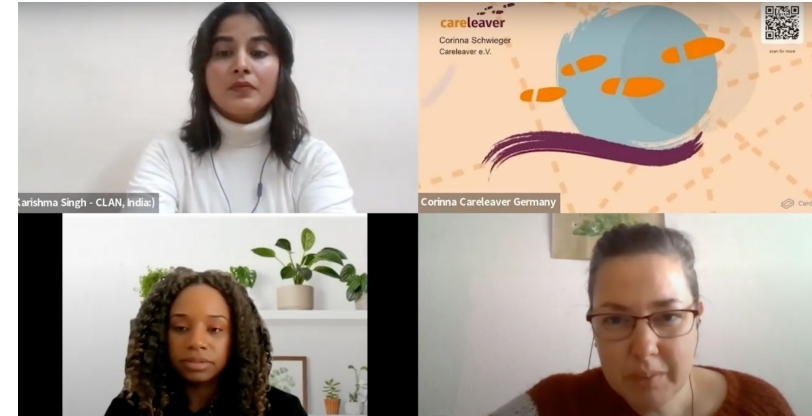 careleaver
Corinna Schwieger
Careleaver e.V.
scan for more
Karishma Singh - CLAN, India:)
Corinna Careleaver Germany